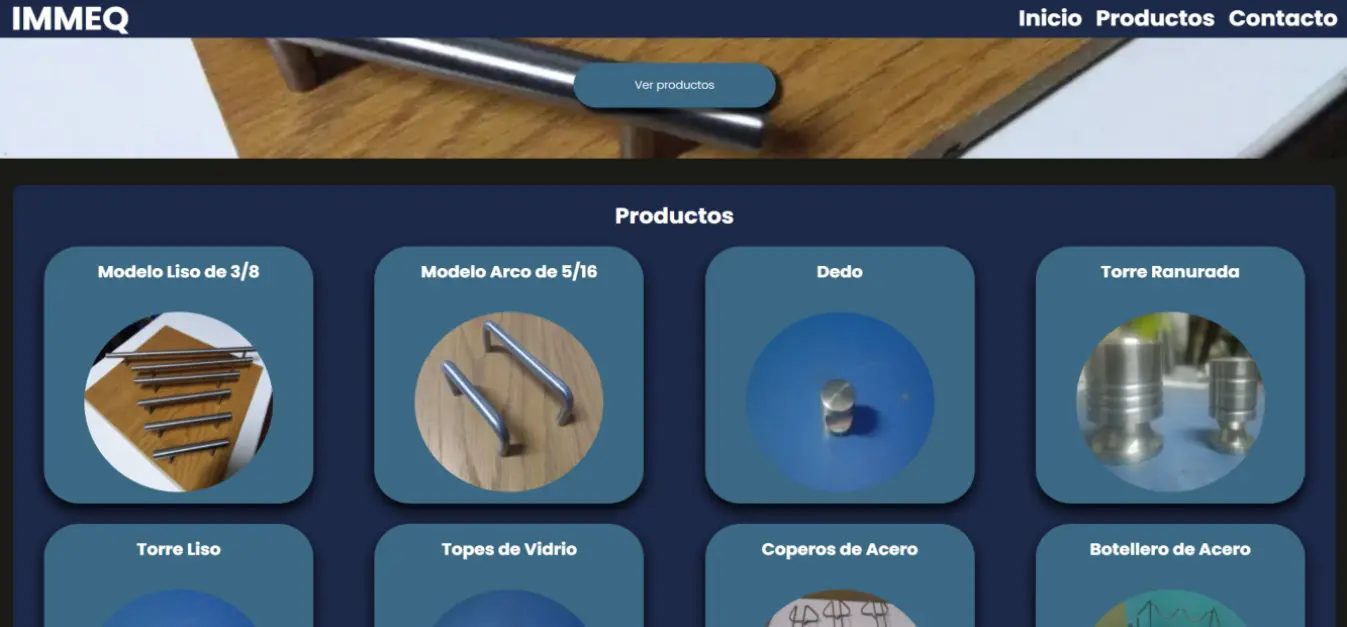 IMMEQ
Inicio Productos Contacto
Ver productos
Productos
Modelo Liso de 3/8
Modelo Arco de 5/16
Dedo
Torre Ranurada
Torre Liso
Topes de Vidrio
Coperos de Acero
Botellero de Acero